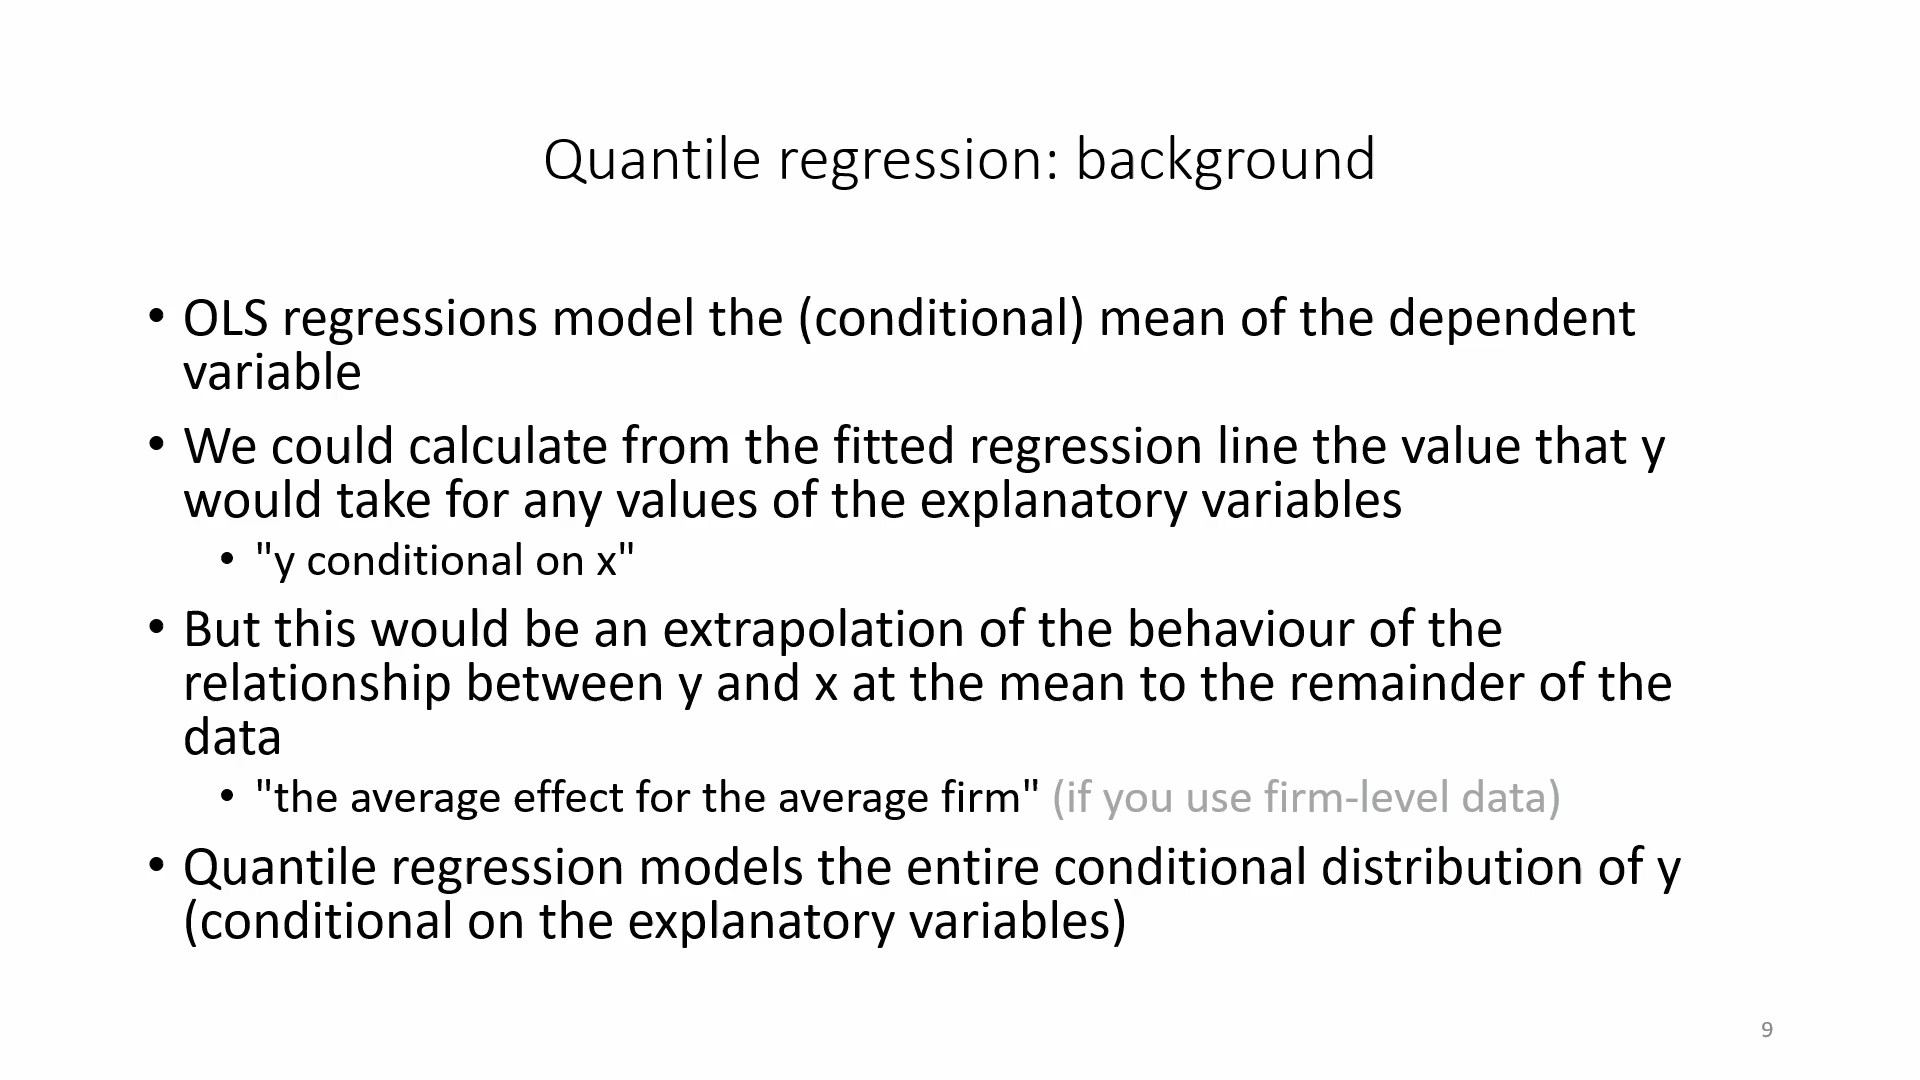 Quantile regression: background
• OLS regressions model the (conditional) mean of the dependent
variable
• We could calculate from the fitted regression line the value that y
would take for any values of the explanatory variables
• "y conditional on x"
• But this would be an extrapolation of the behaviour of the
relationship between y and x at the mean to the remainder of the
data
• "the average effect for the average firm" (if you use firm-level data)
• Quantile regression models the entire conditional distribution of y
(conditional on the explanatory variables)
9